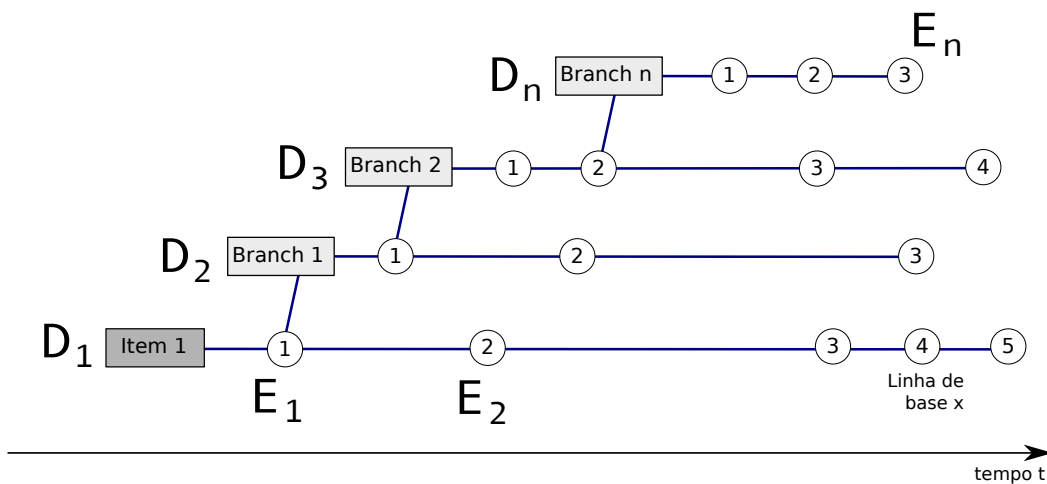 E n
D n Branch n 1 2 3
D 3 Branch 2 1 2 3 4
D 2 Branch 1 1 2 3
D 1 Item 1 1 2 3 4 5
E 1 E 2
Linha de
base x
tempo t